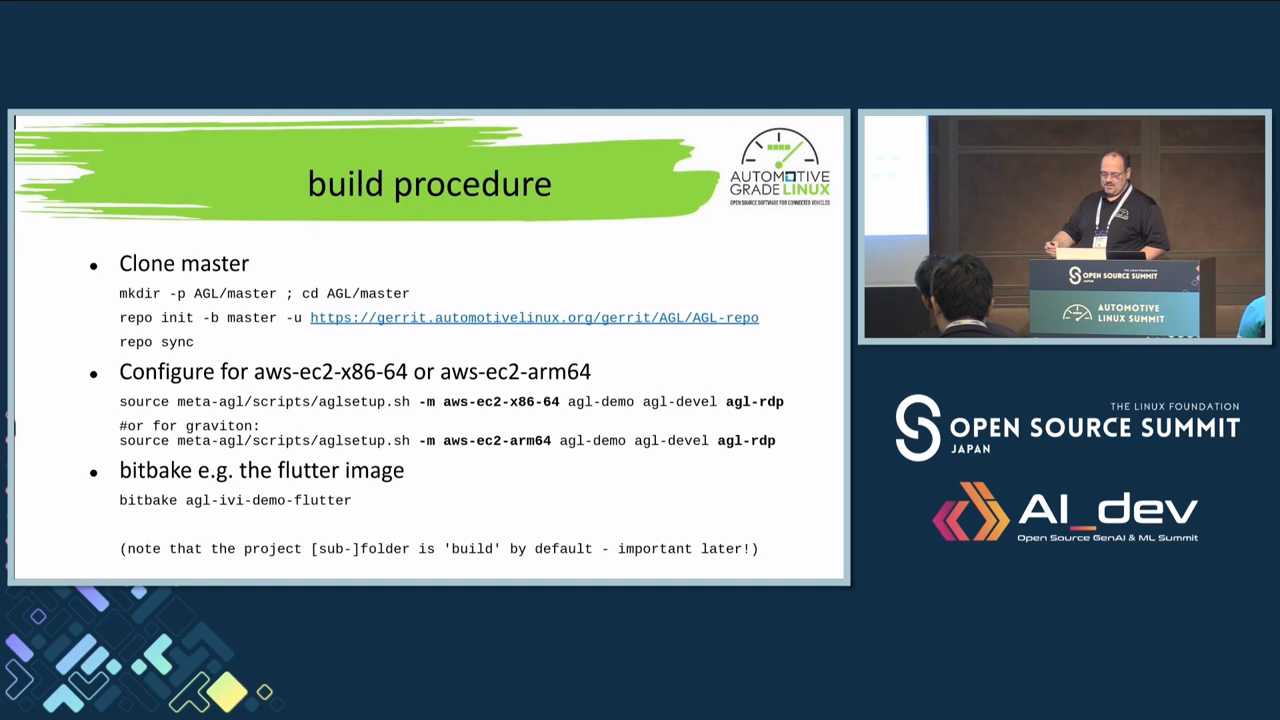 build procedure
AUTOMOTIVE
GRADE LINUX
OPEN SOURCE SOFTWARE FOR CONNECTED VEHICLES
Clone master
mkdir -p AGL/master ; cd AGL/master
repo init -b master -u https://gerrit.automotivelinux.org/gerrit/AGL/AGL-repo
repo sync
Configure for aws-ec2-x86-64 or aws-ec2-arm64
source meta-agl/scripts/aglsetup.sh -m aws-ec2-x86-64 agl-demo agl-devel agl-rdp
#or for graviton:
source meta-agl/scripts/aglsetup.sh -m aws-ec2-arm64 agl-demo agl-devel agl-rdp
bitbake e.g. the flutter image
bitbake agl-ivi-demo-flutter
(note that the project [sub-]folder is 'build' by default - important later!)
THE LINUX FOUNDATION
OPEN SOURCE SUMMIT
JAPAN
AUTOMOTIVE
LINUX SUMMIT
THE LINUX FOUNDATION
OPEN SOURCE SUMMIT
JAPAN
AI_dev
Open Source GenAI & ML Summit